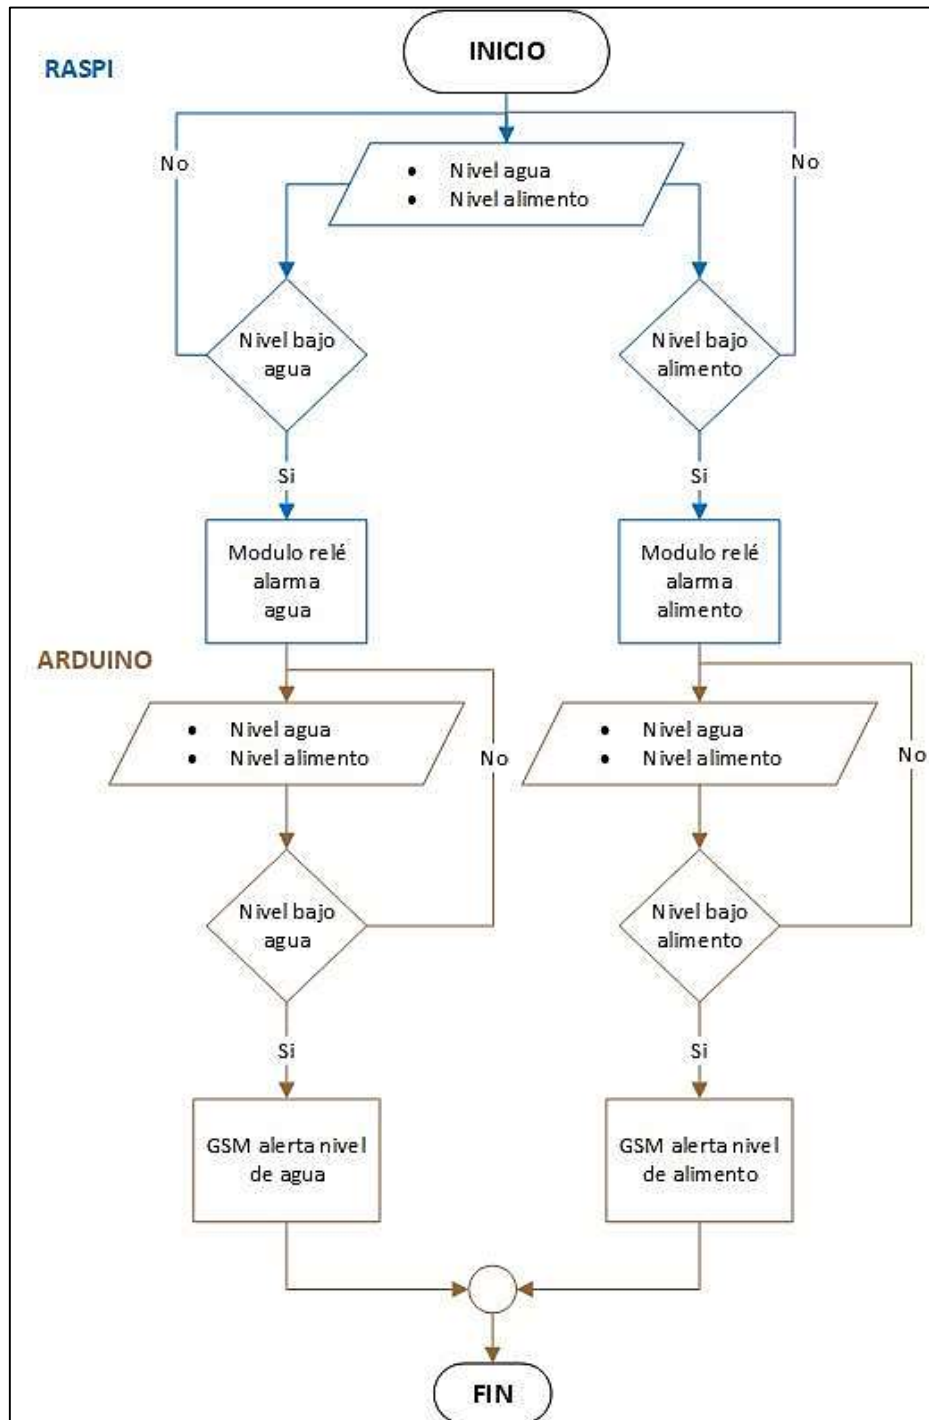 INICIO
RASPI
No
No
• Nivel agua
• Nivel alimento
Nivel bajo
agua
Nivel bajo
alimento
Si
Si
Modulo relé
alarma
agua
Modulo relé
alarma
alimento
ARDUINO
• Nivel agua
• Nivel alimento
No
• Nivel agua
• Nivel alimento
No
Nivel bajo
agua
Nivel bajo
alimento
Si
Si
GSM alerta nivel
de agua
GSM alerta nivel
de alimento
FIN